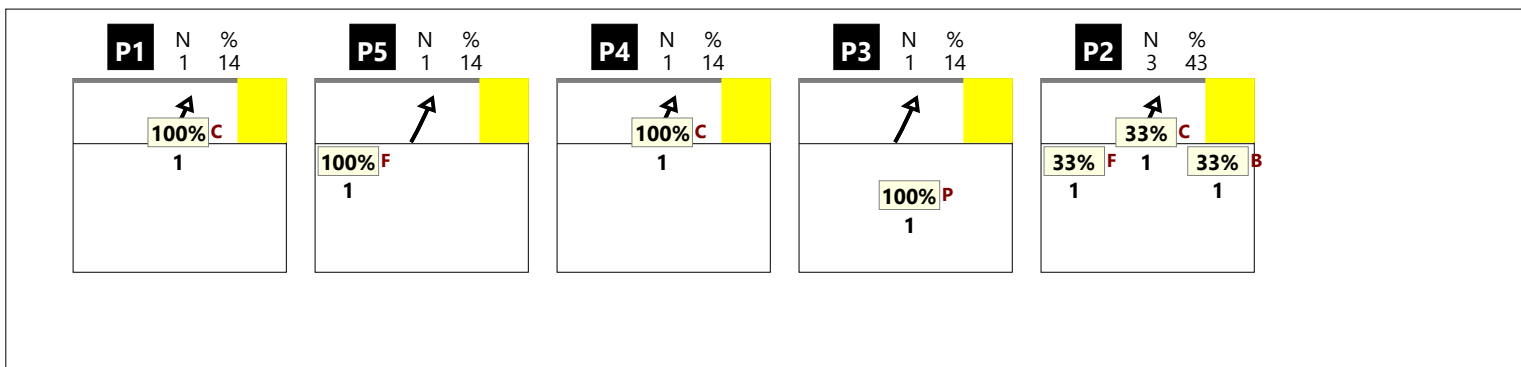 P1 N % 1 14
100% C
1
P5 N % 1 14
100% F
1
P4 N % 1 14
100% C
1
P3 N % 1 14
100% P
1
P2 N % 3 43
33% C
1
33% F
1
33% B
1